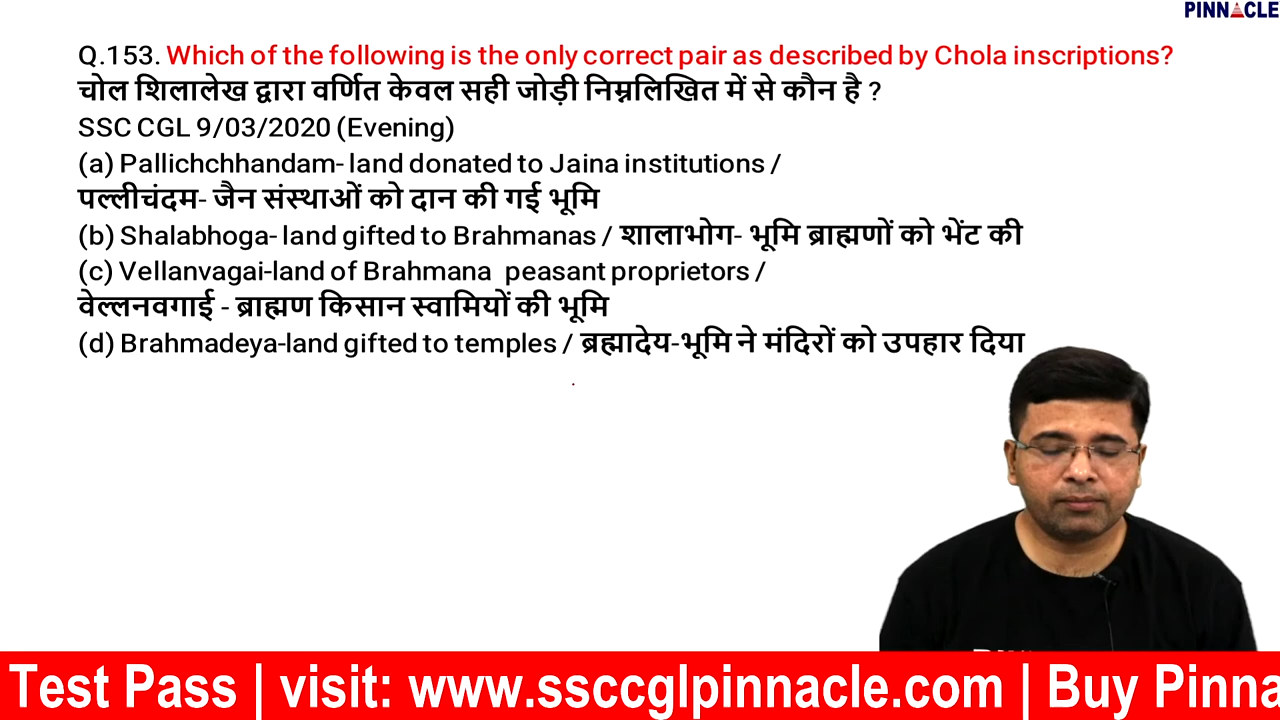 PINNACLE
Q.153. Which of the following is the only correct pair as described by Chola inscriptions?
चोल शिलालेख द्वारा वर्णित केवल सही जोड़ी निम्नलिखित में से कौन है ?
SSC CGL 9/03/2020 (Evening)
(a) Pallichchhandam- land donated to Jaina institutions /
पल्लीचंदम- जैन संस्थाओं को दान की गई भूमि
(b) Shalabhoga- land gifted to Brahmanas / शालाभोग- भूमि ब्राह्मणों को भेंट की
(c) Vellanvagai-land of Brahmana peasant proprietors /
वेल्लनवगाई - ब्राह्मण किसान स्वामियों की भूमि
(d) Brahmadeya-land gifted to temples / ब्रह्मादेय-भूमि ने मंदिरों को उपहार दिया
Test Pass | visit: www.ssccglpinnacle.com | Buy Pinna